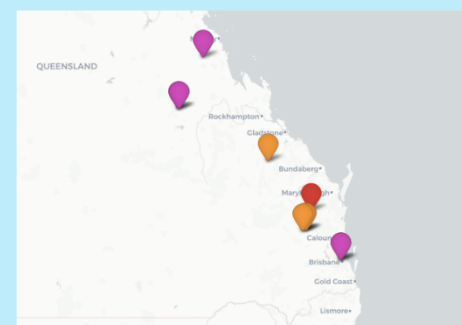 QUEENSLAND
Rockhampton
Gladstone
Bundaberg
Brisbane
Gold Coast
Lismore